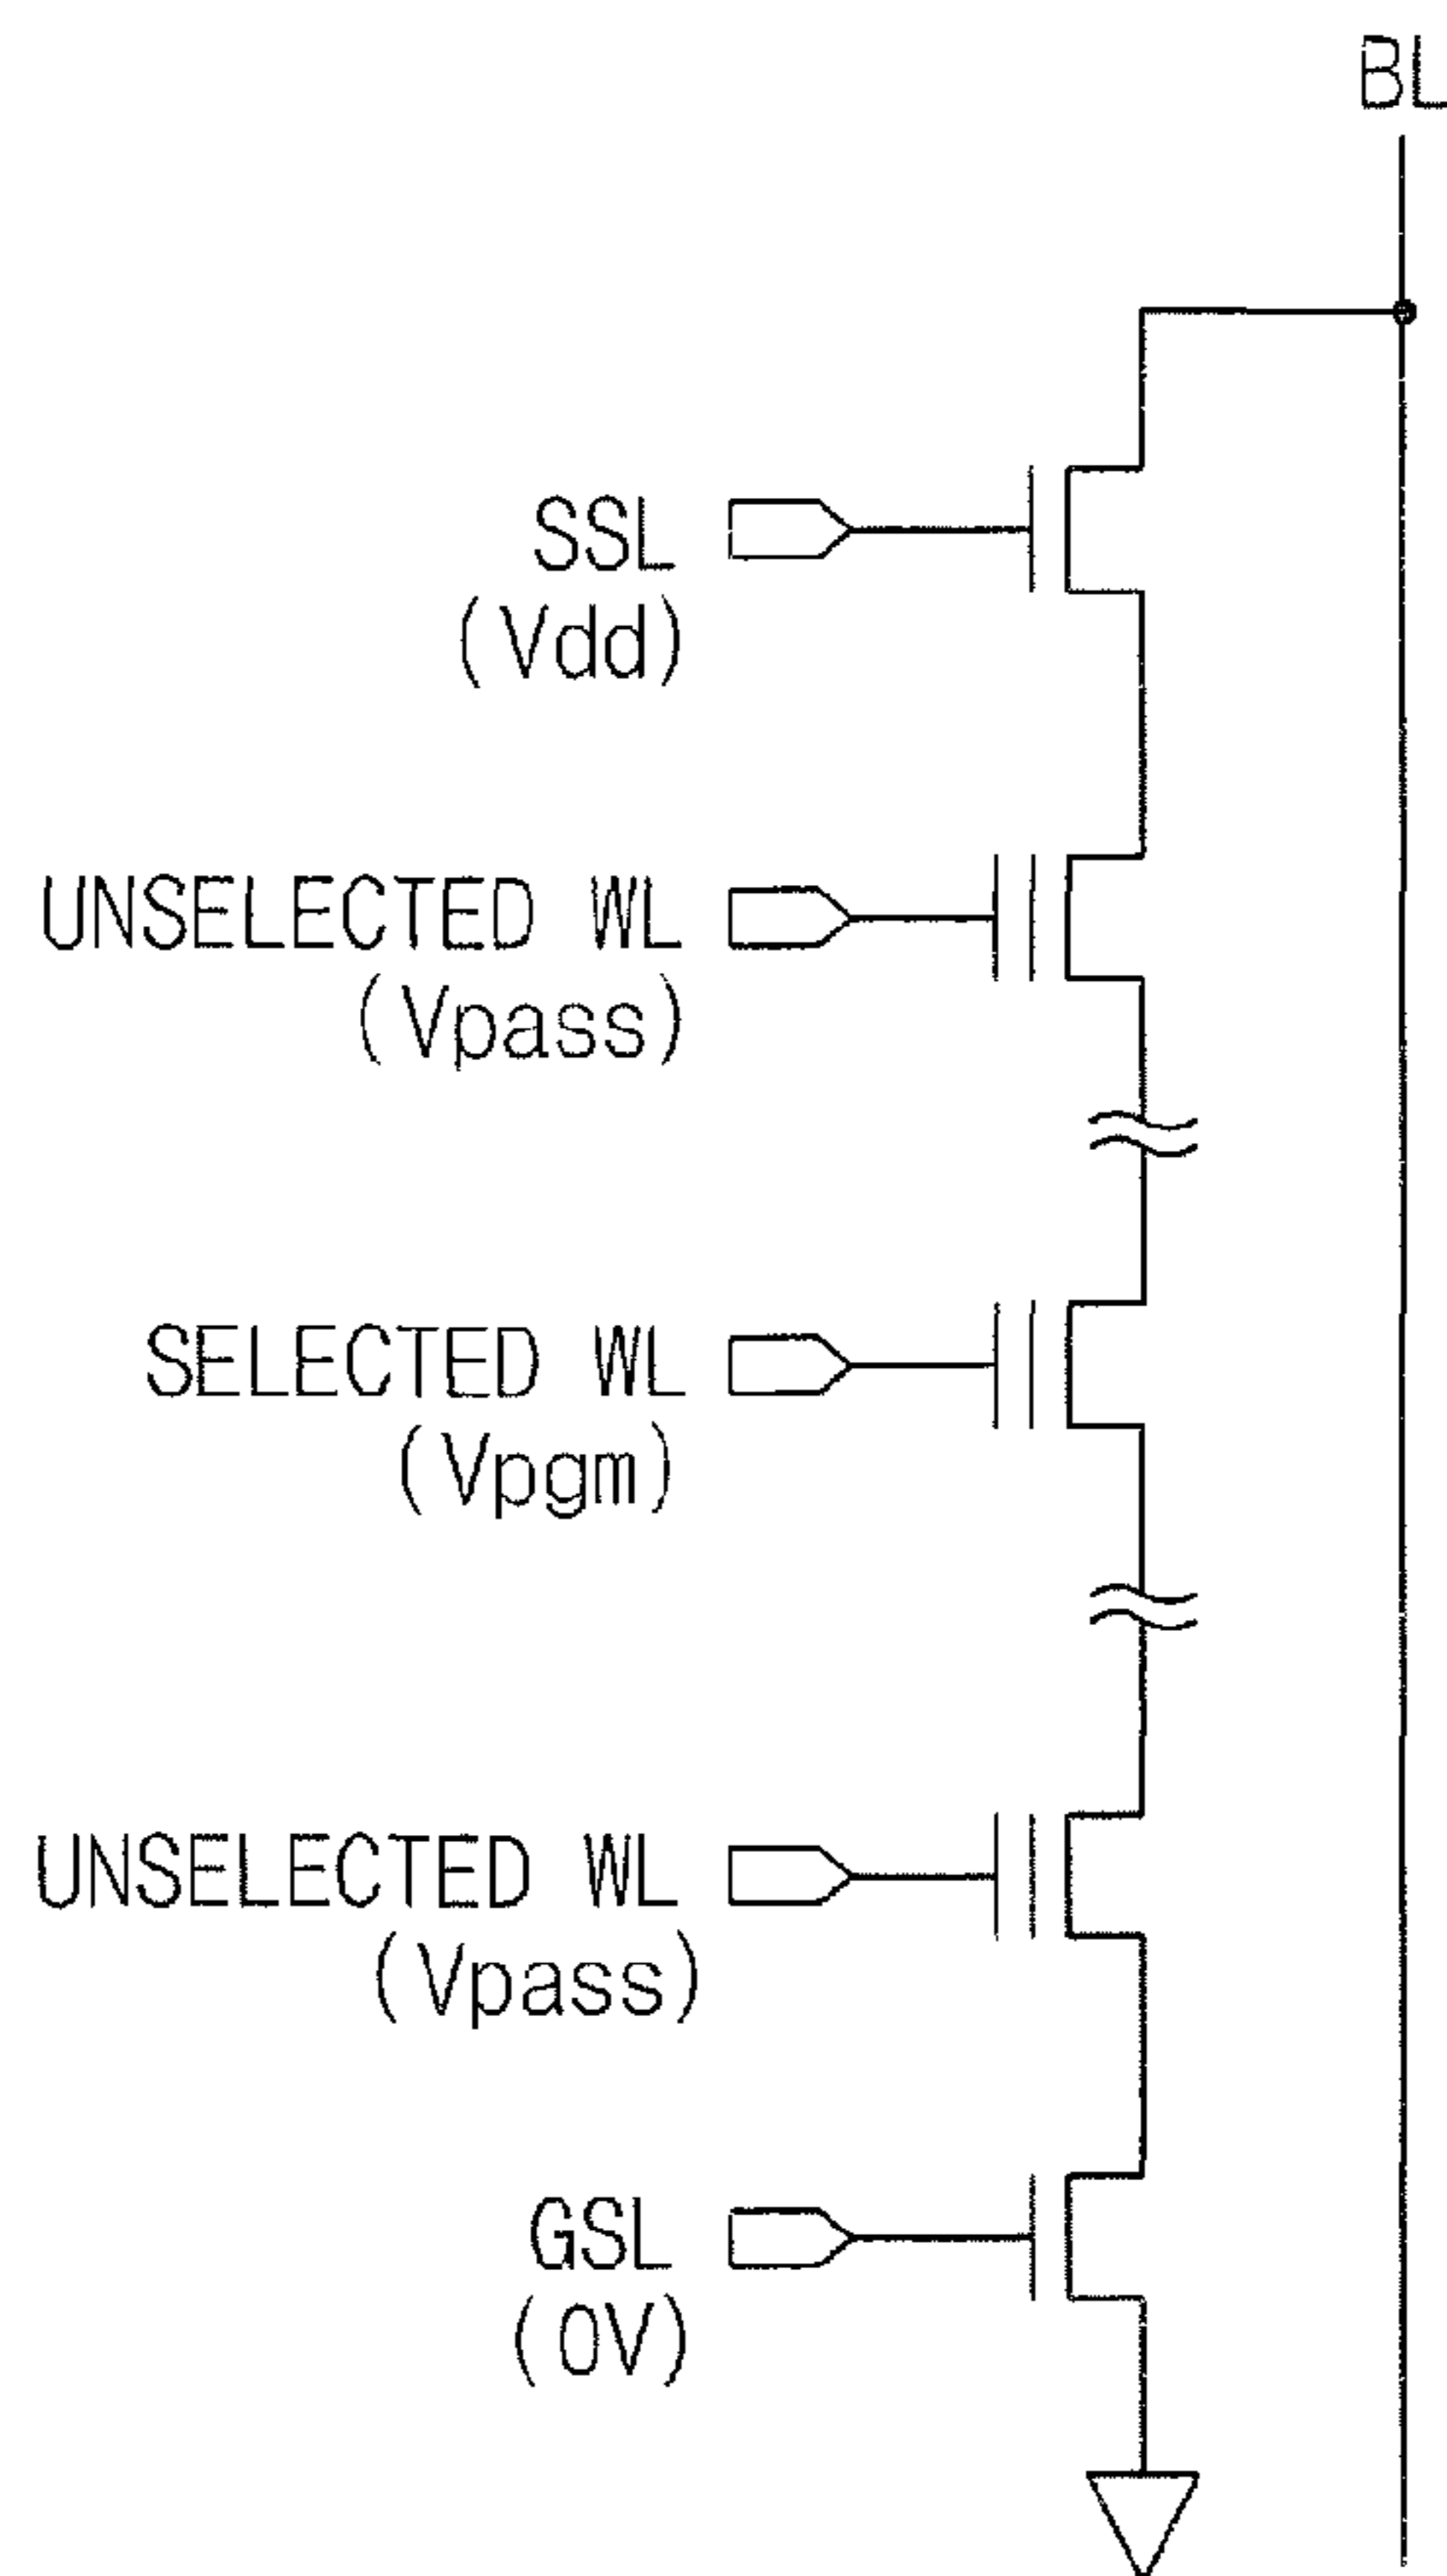 BL
SSL
(Vdd)
UNSELECTED WL
(Vpass)
SELECTED WL
(Vpgm)
UNSELECTED WL
(Vpass)
GSL
(0V)